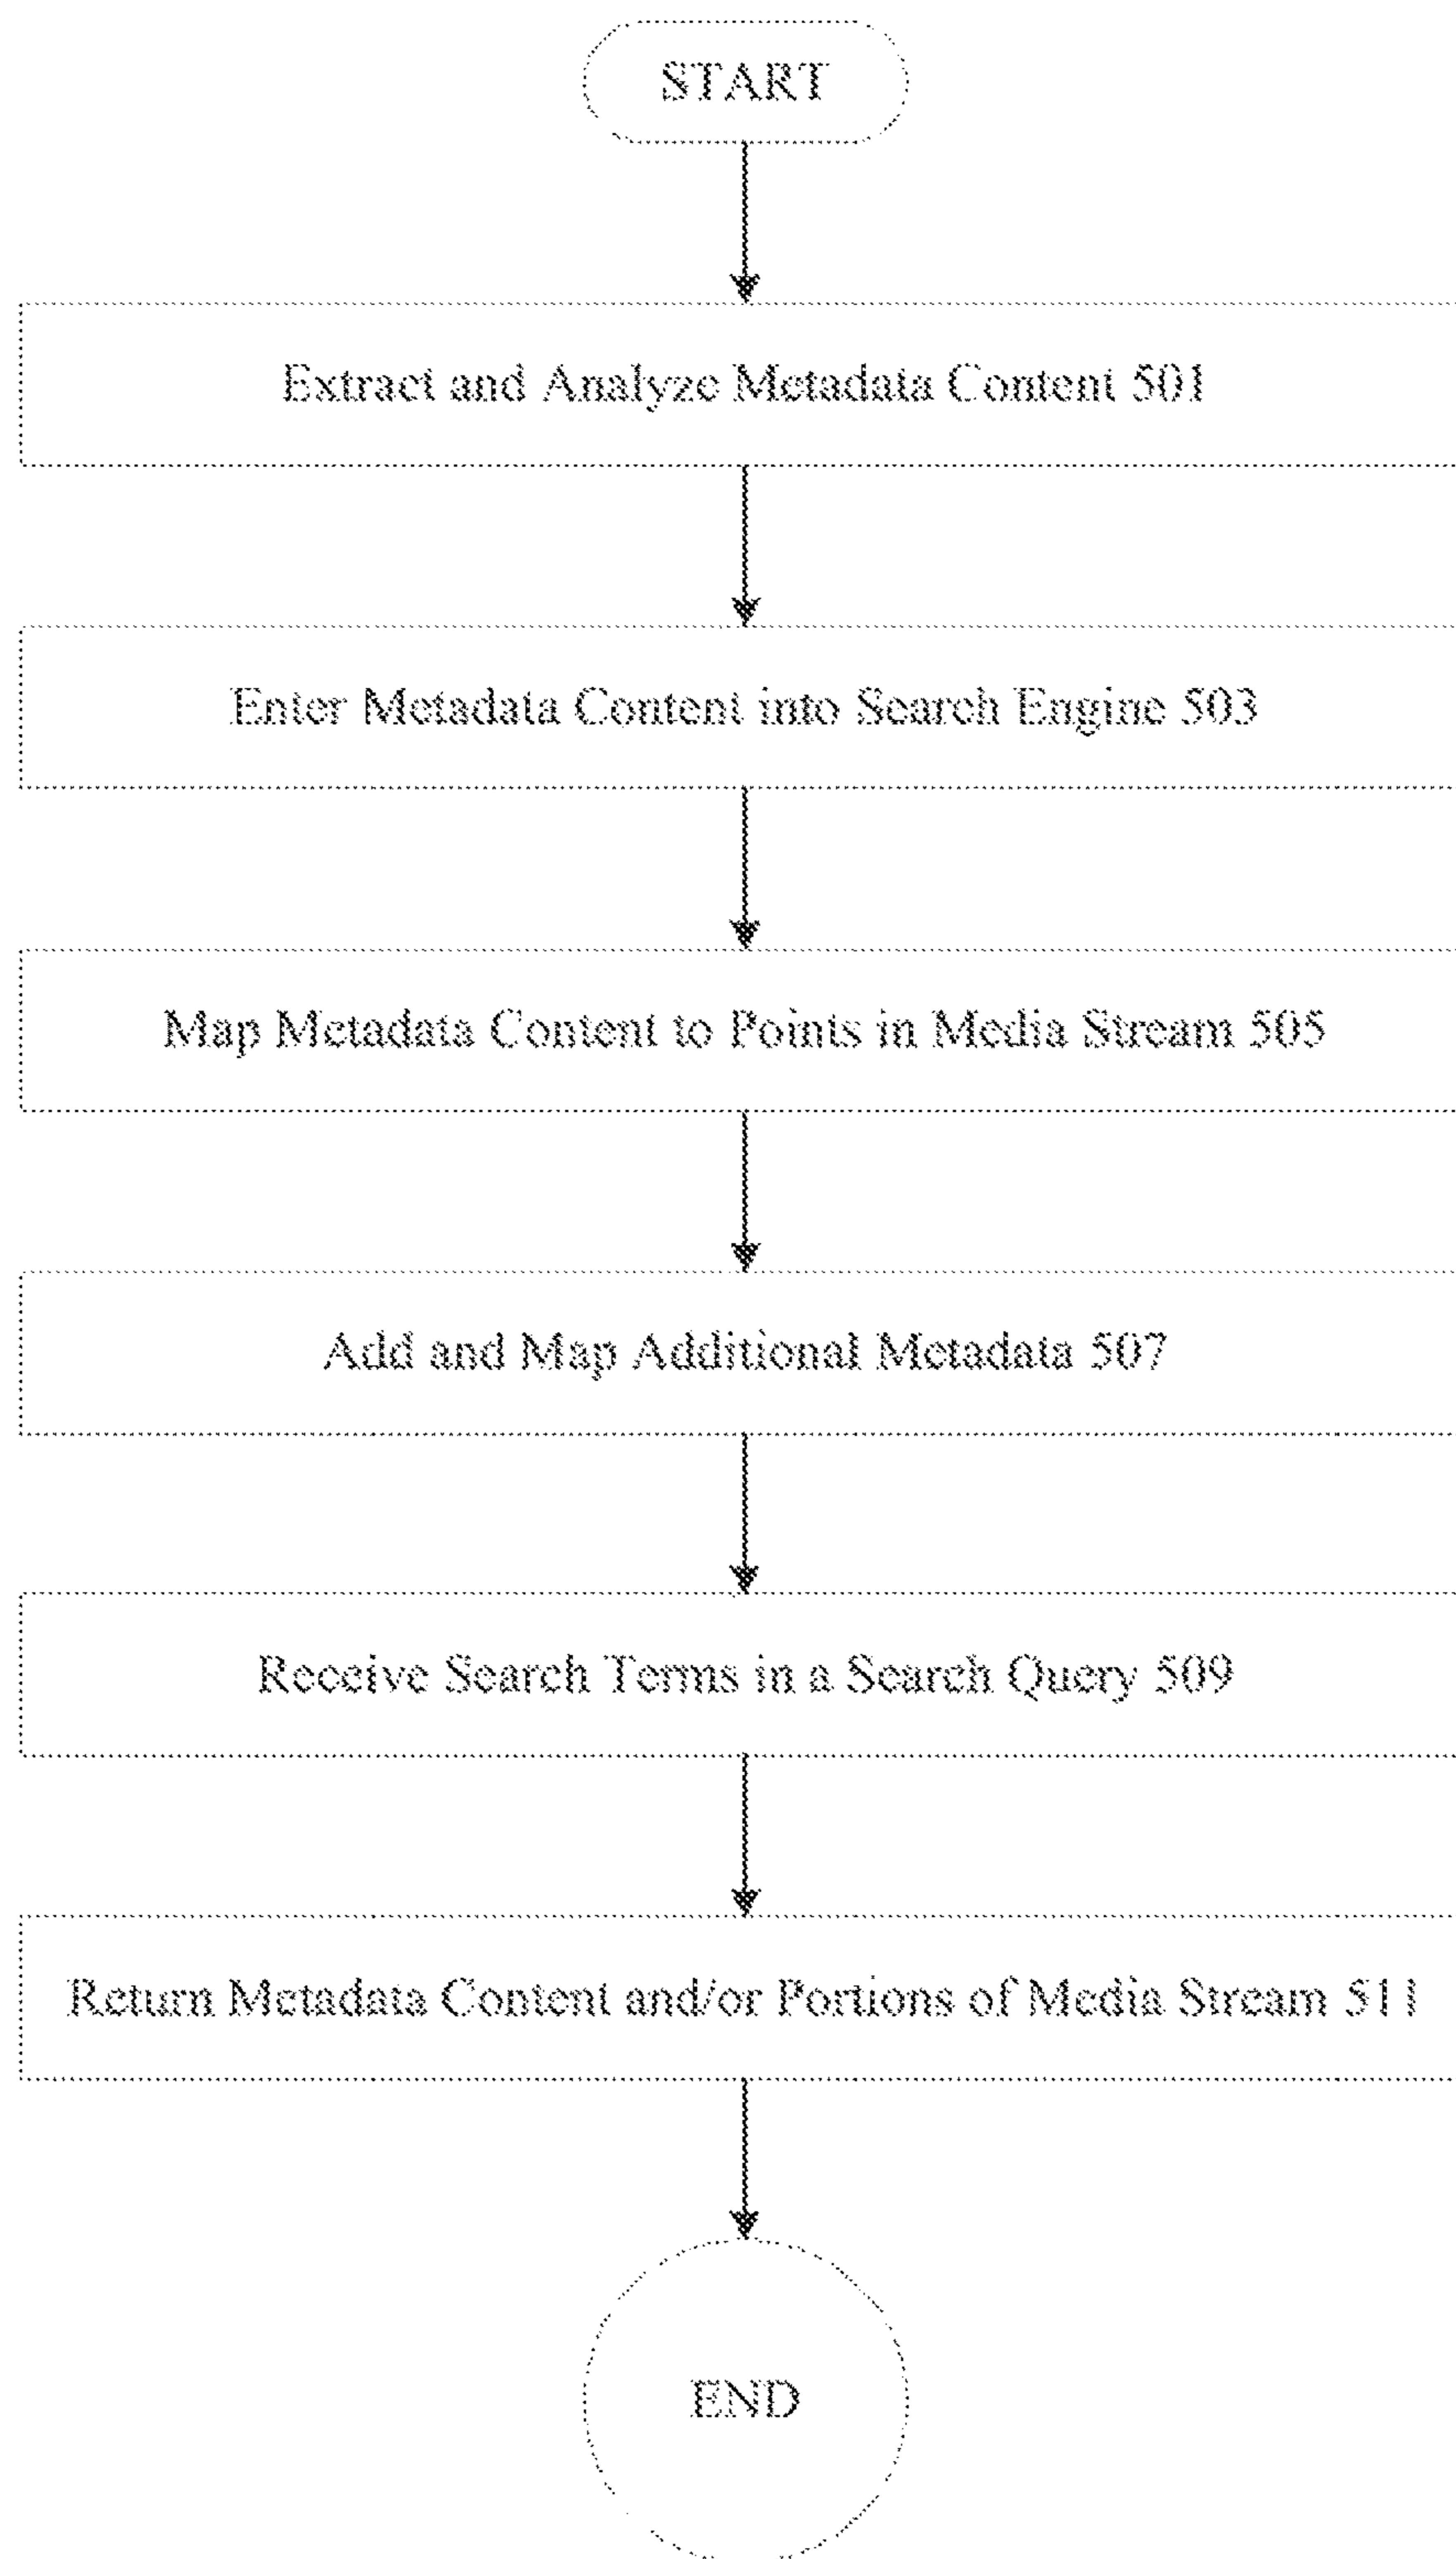 START
Extract and Analyze Metadata Content 501
Enter Metadata Content into Search Engine 503
Map Metadata Content to Points in Media Stream 505
Add and Map Additional Metadata 507
Receive Search Terms in a Search Query 509
Return Metadata Content and/or Portions of Media Stream 511
END